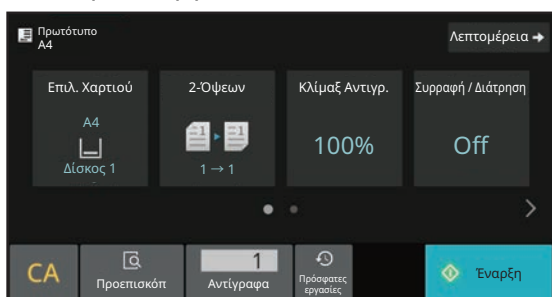 Πρωτότυπο
A4
Λεπτομέρεια
Επιλ. Χαρτιού
A4
Δίσκος 1
2-Όψεων
1 → 1
Κλίμαξ Αντιγρ.
100%
Συρραφή / Διάτρηση
Off
CA
Προεπισκόπ
1
Αντίγραφα
Πρόσφατες
εργασίες
Έναρξη